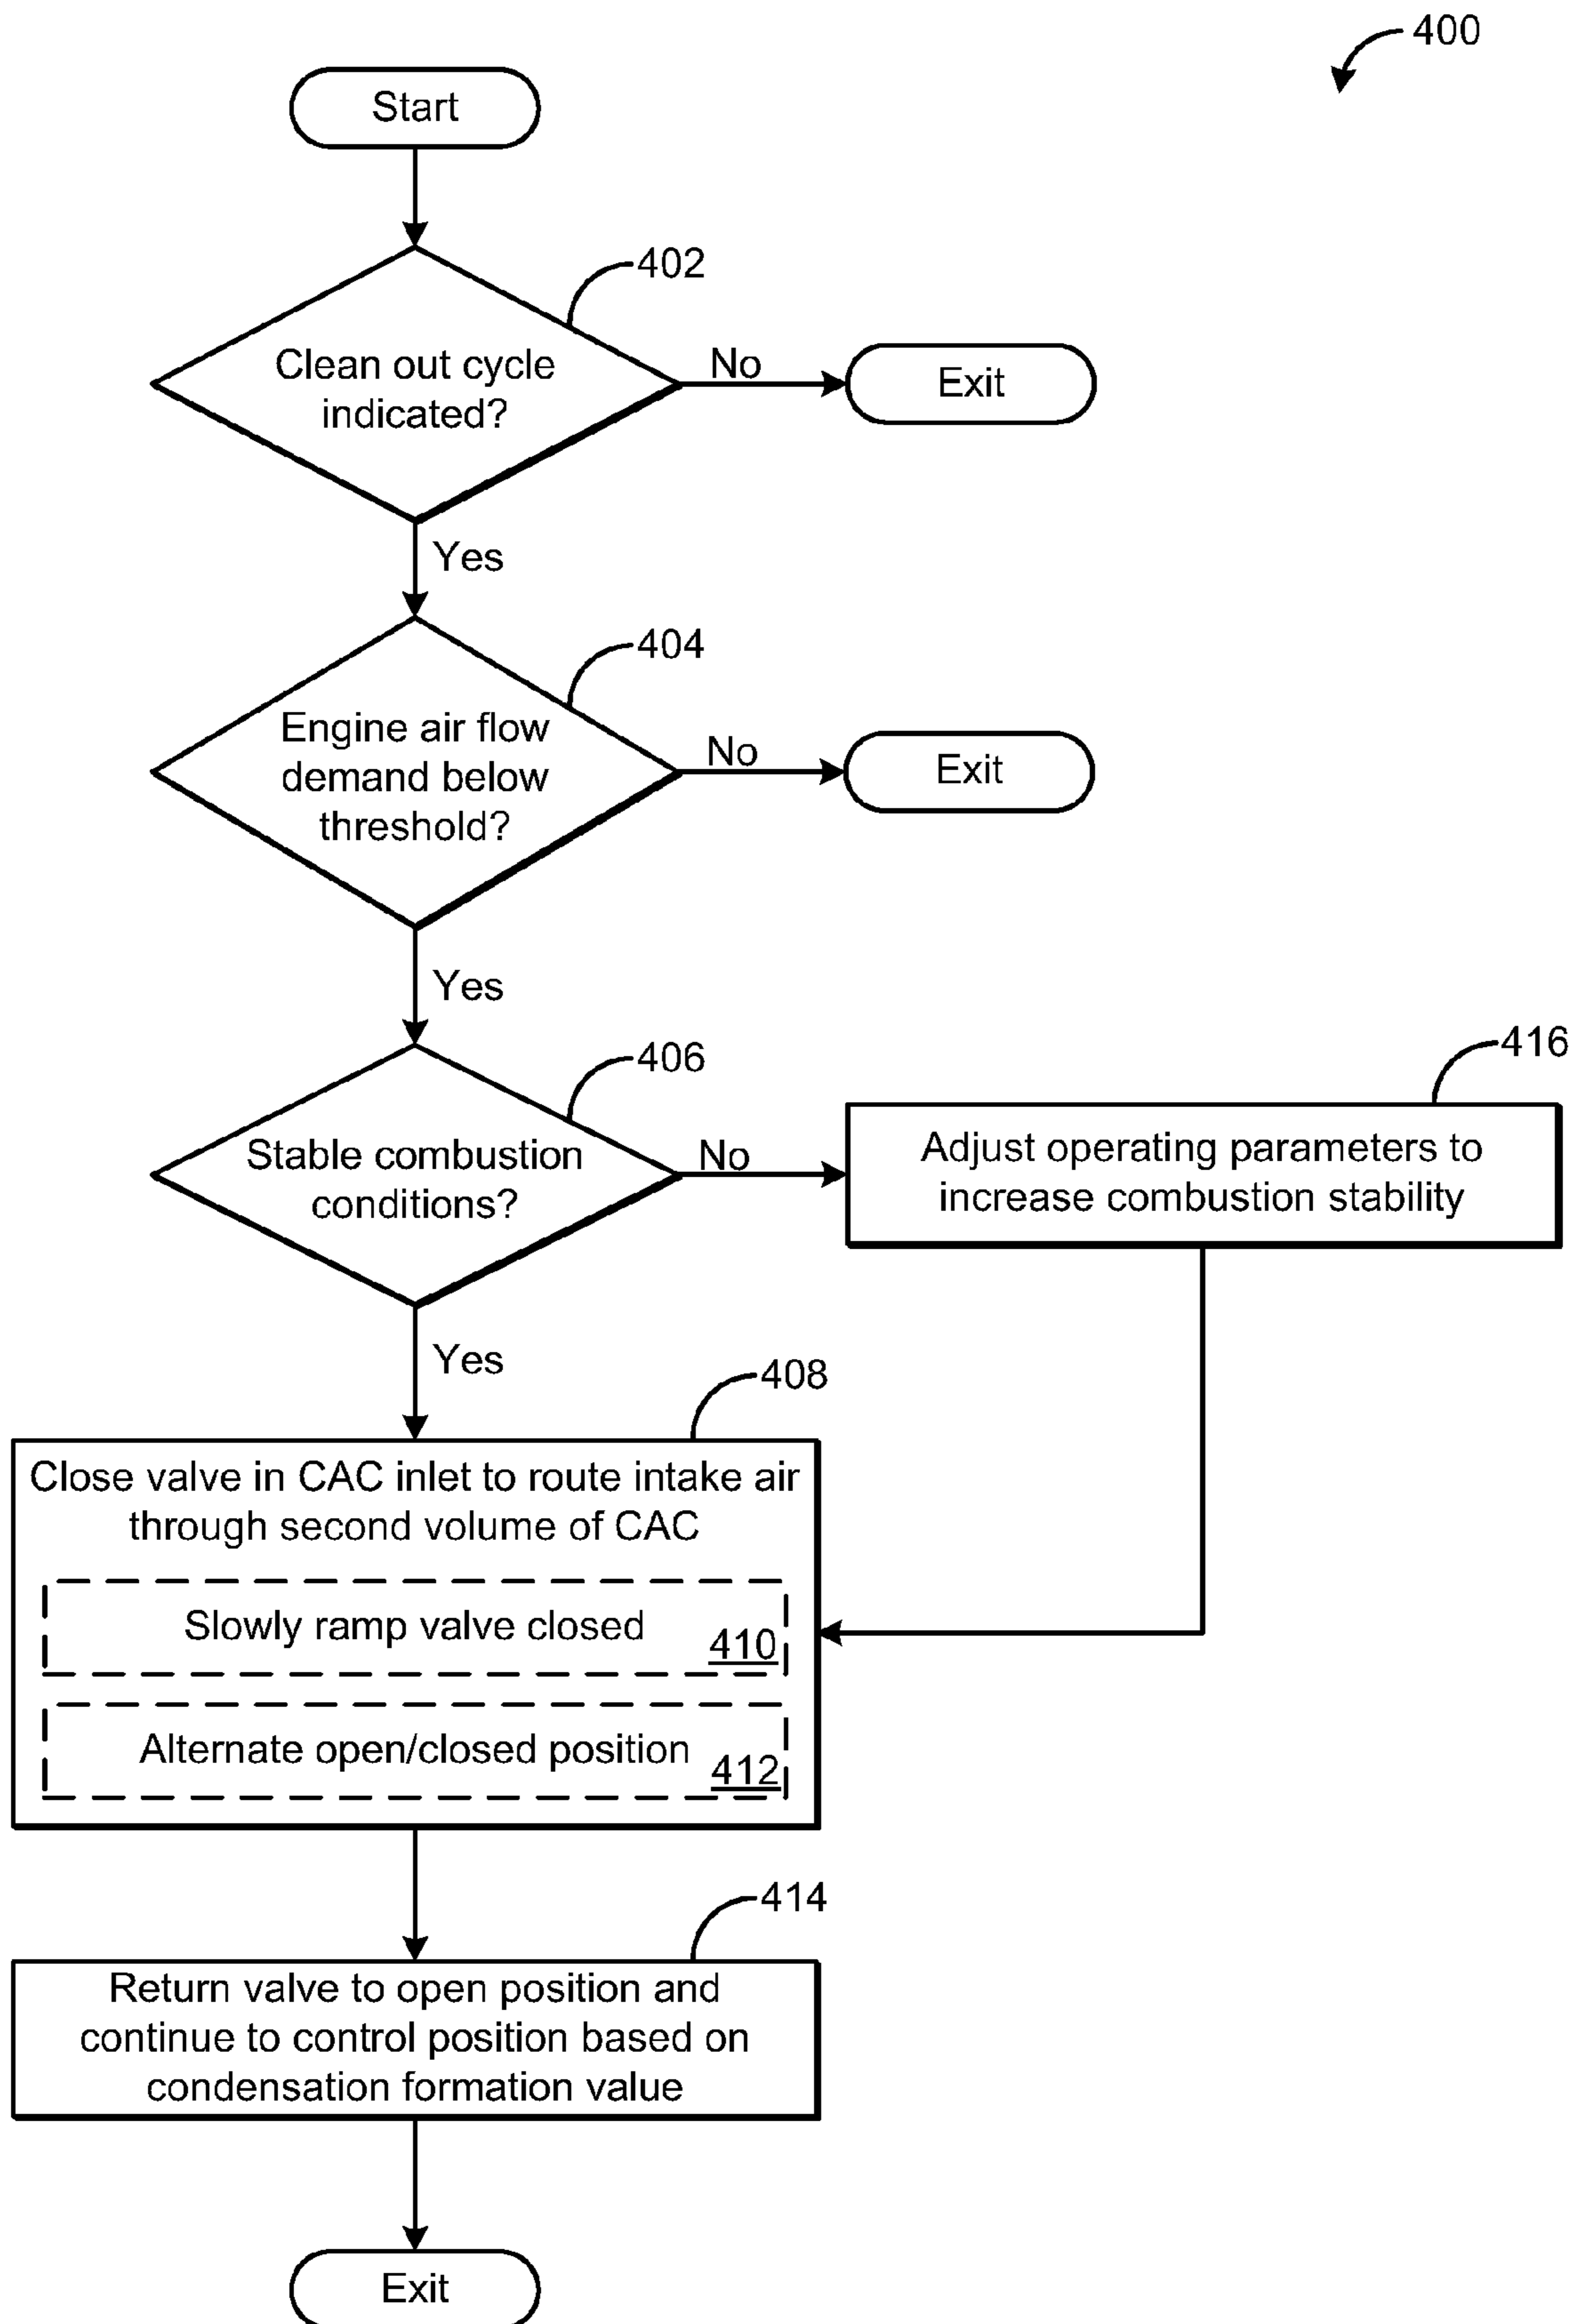 400
Start
402
Clean out cycle
indicated?
No
Exit
Yes
404
Engine air flow
demand below
threshold?
No
Exit
Yes
406
Stable combustion
conditions?
No
416
Adjust operating parameters to
increase combustion stability
Yes
408
Close valve in CAC inlet to route intake air
through second volume of CAC
Slowly ramp valve closed
410
Alternate open/closed position
412
414
Return valve to open position and
continue to control position based on
condensation formation value
Exit